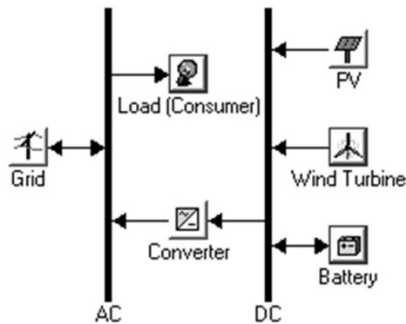 PV
Load (Consumer)
Grid
Wind Turbine
Converter
Battery
AC
DC